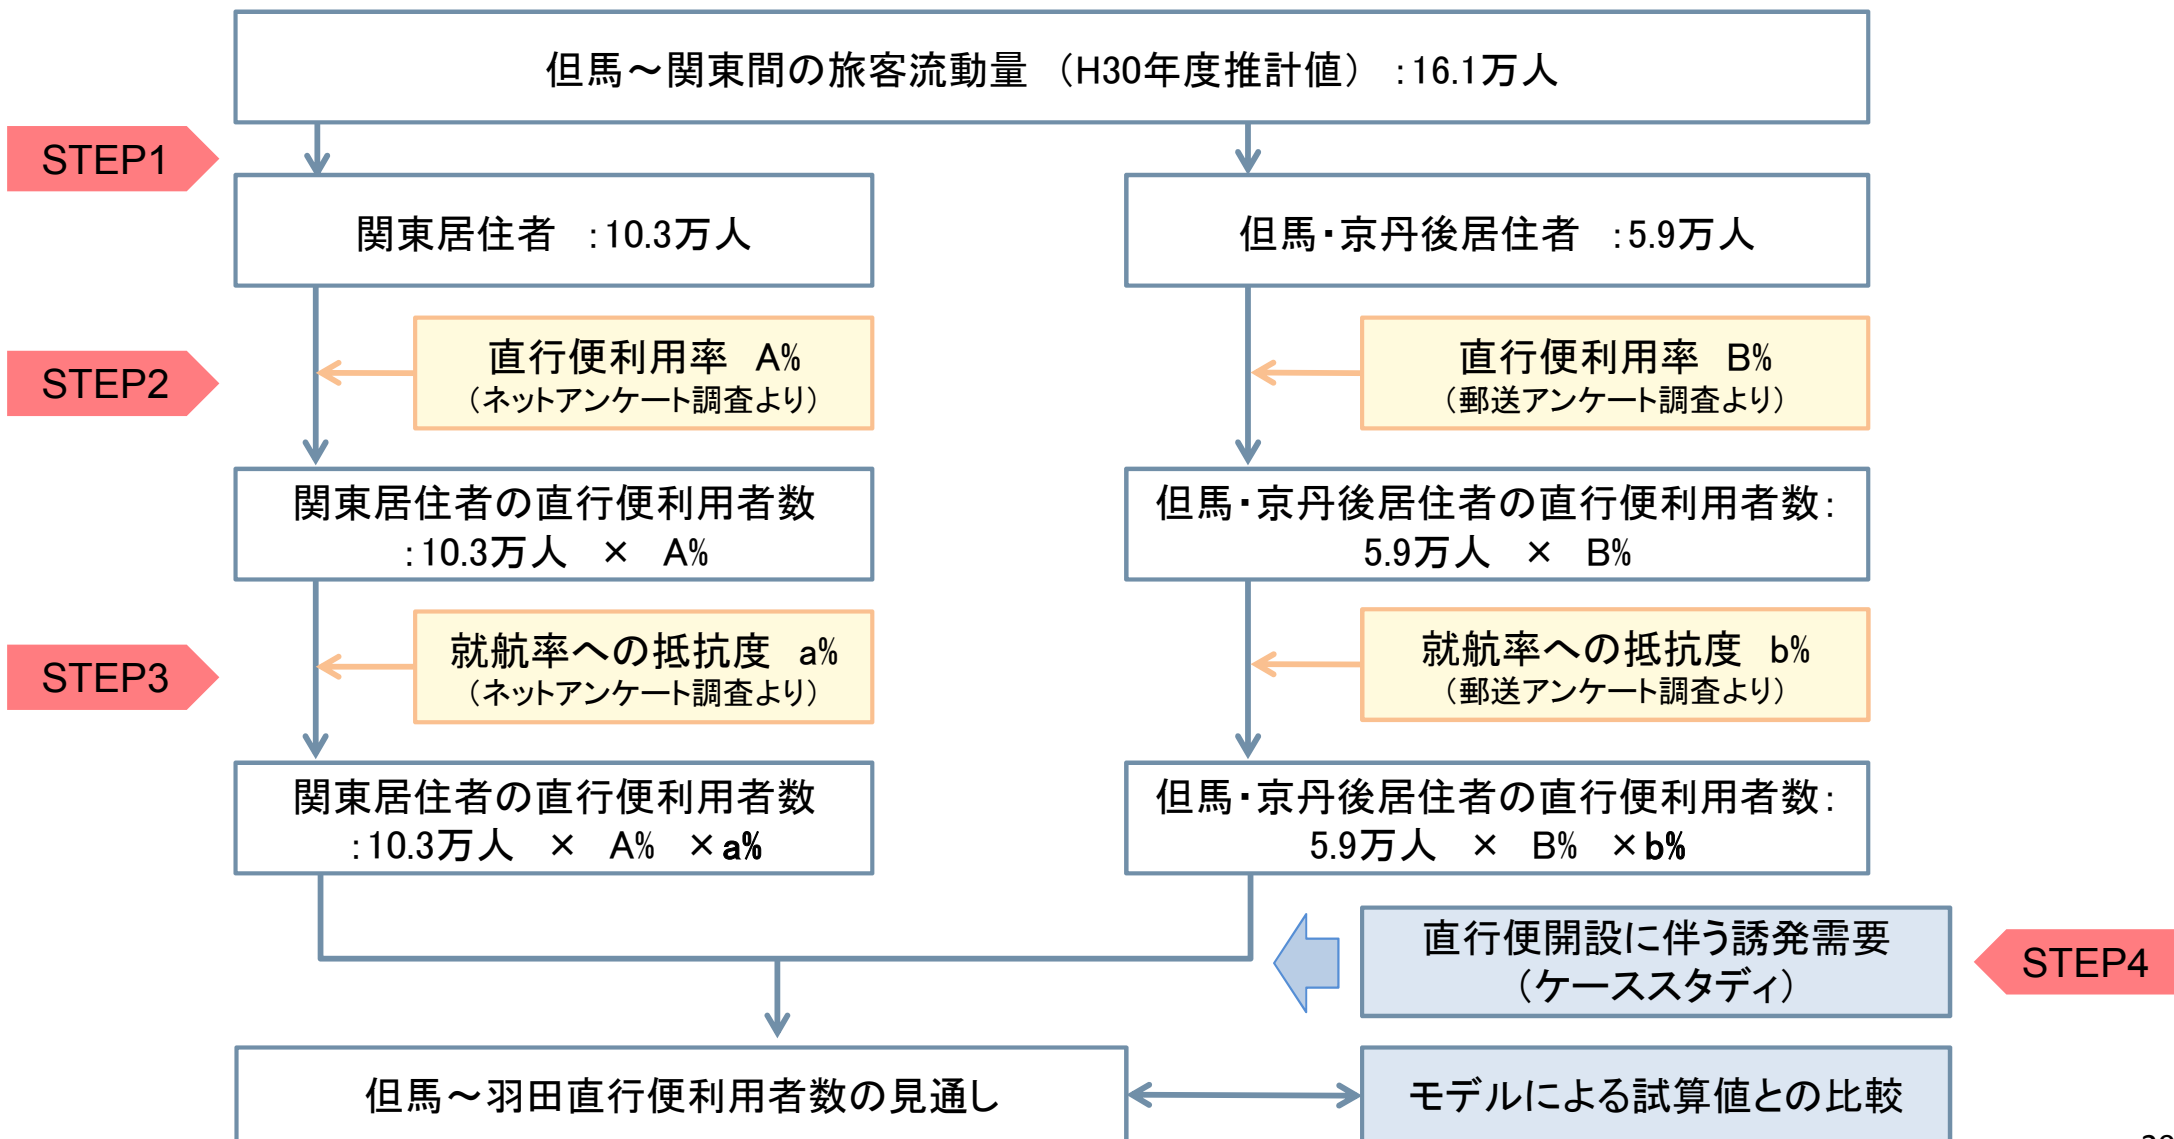 但馬～関東間の旅客流動量 （H30年度推計値） ：16.1万人
STEP1
関東居住者 ：10.3万人
但馬・京丹後居住者 ：5.9万人
STEP2
直行便利用率 A%
（ネットアンケート調査より）
直行便利用率 B%
（郵送アンケート調査より）
関東居住者の直行便利用者数
：10.3万人 × A%
但馬・京丹後居住者の直行便利用者数：
5.9万人 × B%
STEP3
就航率への抵抗度 a%
（ネットアンケート調査より）
就航率への抵抗度 b%
（郵送アンケート調査より）
関東居住者の直行便利用者数
：10.3万人 × A% ×a%
但馬・京丹後居住者の直行便利用者数：
5.9万人 × B% ×b%
直行便開設に伴う誘発需要
（ケーススタディ）
STEP4
但馬～羽田直行便利用者数の見通し
モデルによる試算値との比較